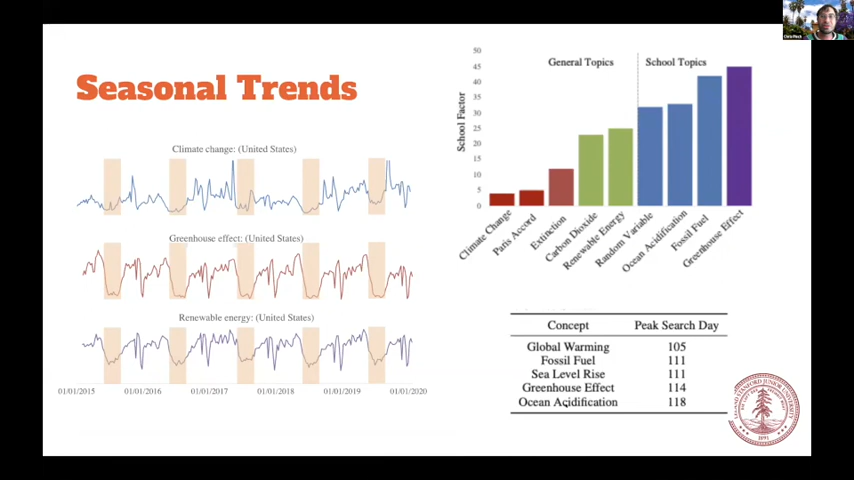 Seasonal Trends
Climate change: (United States)
Greenhouse effect: (United States)
Renewable energy: (United States)
01/01/2015 01/01/2016 01/01/2017 01/01/2018 01/01/2019 01/01/2020
School Factor
50
45
40
35
30
25
20
15
10
5
0
General Topics
School Topics
Climate Change
Paris Accord
Extinction
Carbon Dioxide
Renewable Energy
Random Variable
Ocean Acidification
Fossil Fuel
Greenhouse Effect
Concept Peak Search Day
Global Warming 105
Fossil Fuel 111
Sea Level Rise 111
Greenhouse Effect 114
Ocean Acidification 118
1891